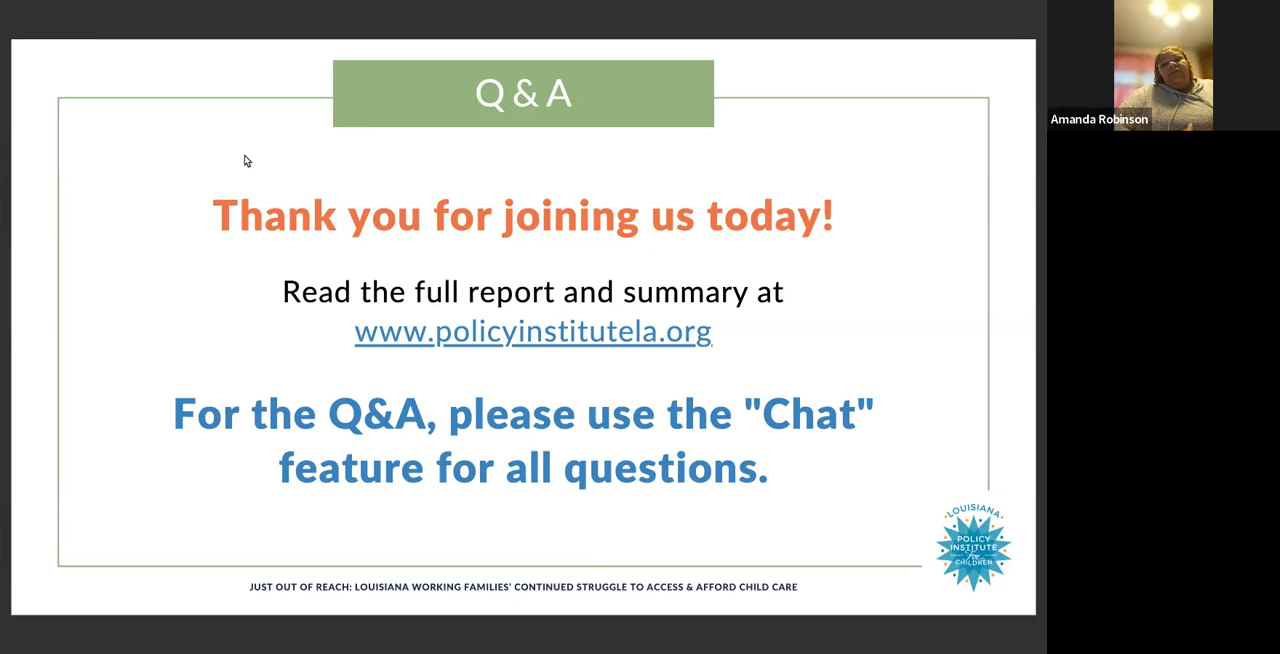 Q&A
Thank you for joining us today!
Read the full report and summary at
www.policyinstitutela.org
For the Q&A, please use the "Chat"
feature for all questions.
LOUISIANA
POLICY
INSTITUTE
For
CHILDREN
JUST OUT OF REACH: LOUISIANA WORKING FAMILIES' CONTINUED STRUGGLE TO ACCESS & AFFORD CHILD CARE
Amanda Robinson